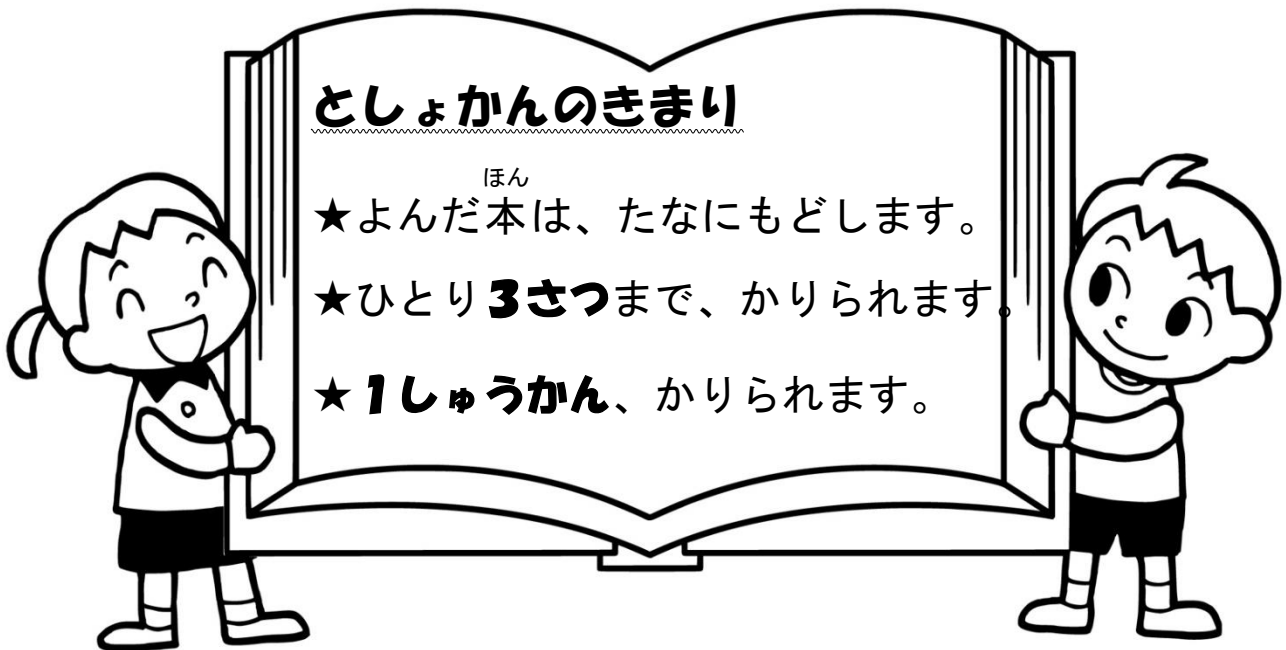 としょかんのきまり
ほん
★よんだ本は、たなにもどします。
★ひとり３さつまで、かりられます。
★１しゅうかん、かりられます。